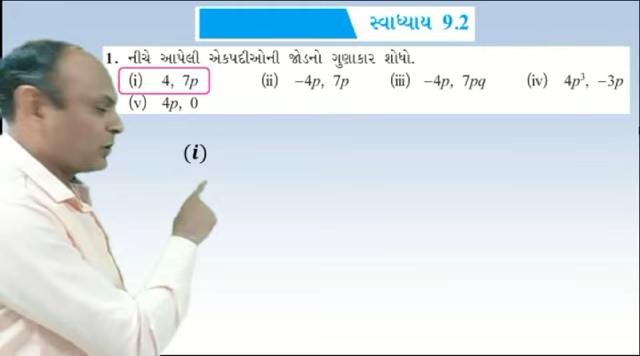 સ્વાધ્યાય 9.2
1. નીચે આપેલી એકપદીઓની જોડનો ગુણાકાર શોધો.
(i) 4, 7p (ii) −4p, 7p (iii) −4p, 7pq (iv) 4p³, −3p
(v) 4p, 0
(i)